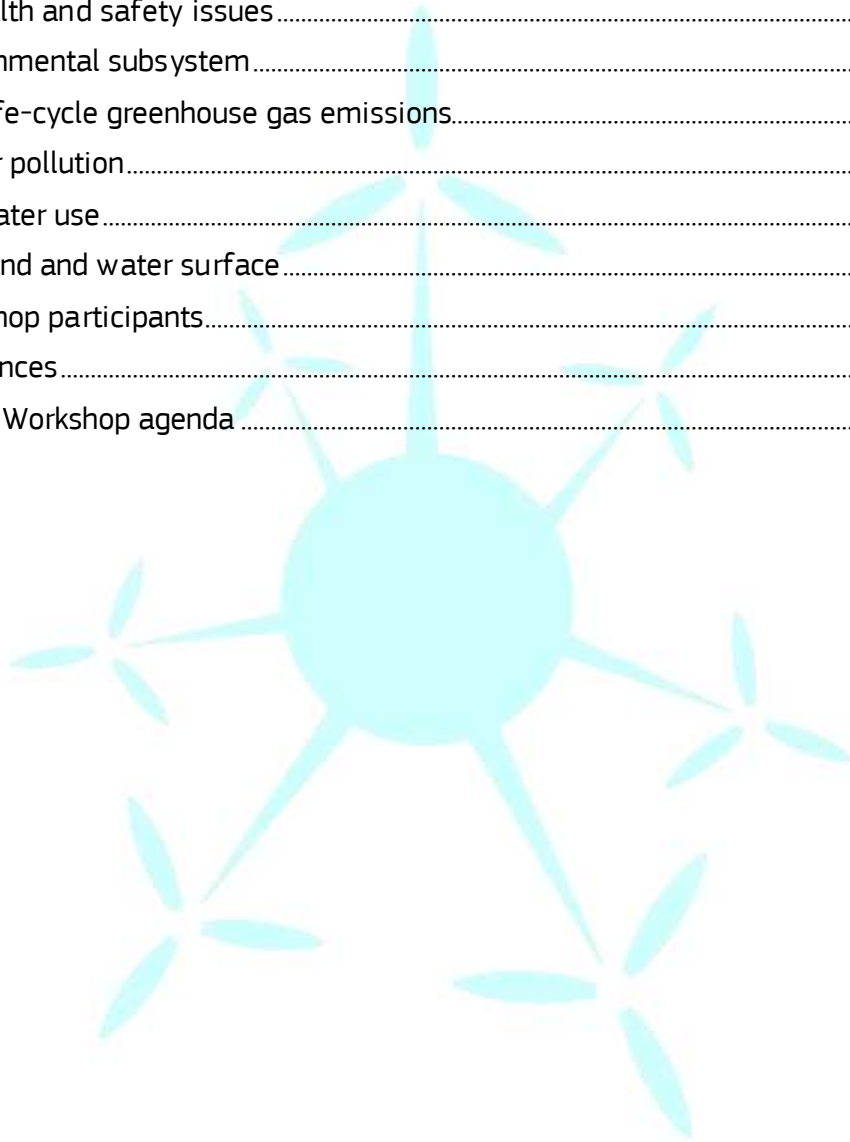 lth and safety issues
nmental subsystem
fe-cycle greenhouse gas emissions
pollution
ater use
nd and water surface
hop participants
nces
Workshop agenda